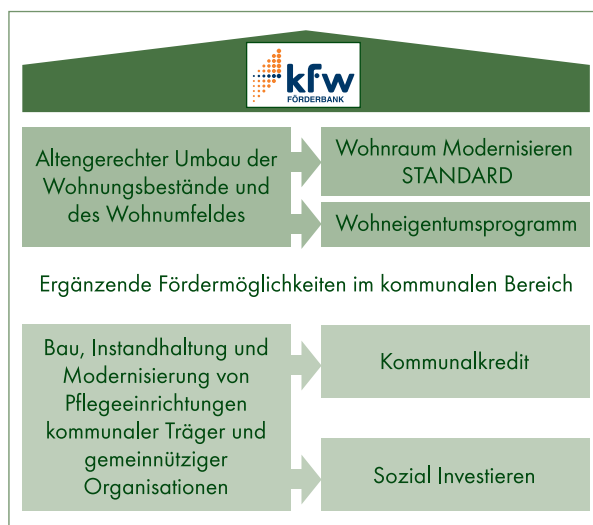 kfw
FÖRDERBANK
Altengerechter Umbau der
Wohnungsbestände und
des Wohnumfeldes
Wohnraum Modernisieren
STANDARD
Wohneigentumsprogramm
Ergänzende Fördermöglichkeiten im kommunalen Bereich
Bau, Instandhaltung und
Modernisierung von
Pflegeeinrichtungen
kommunaler Träger und
gemeinnütziger
Organisationen
Kommunalkredit
Sozial Investieren